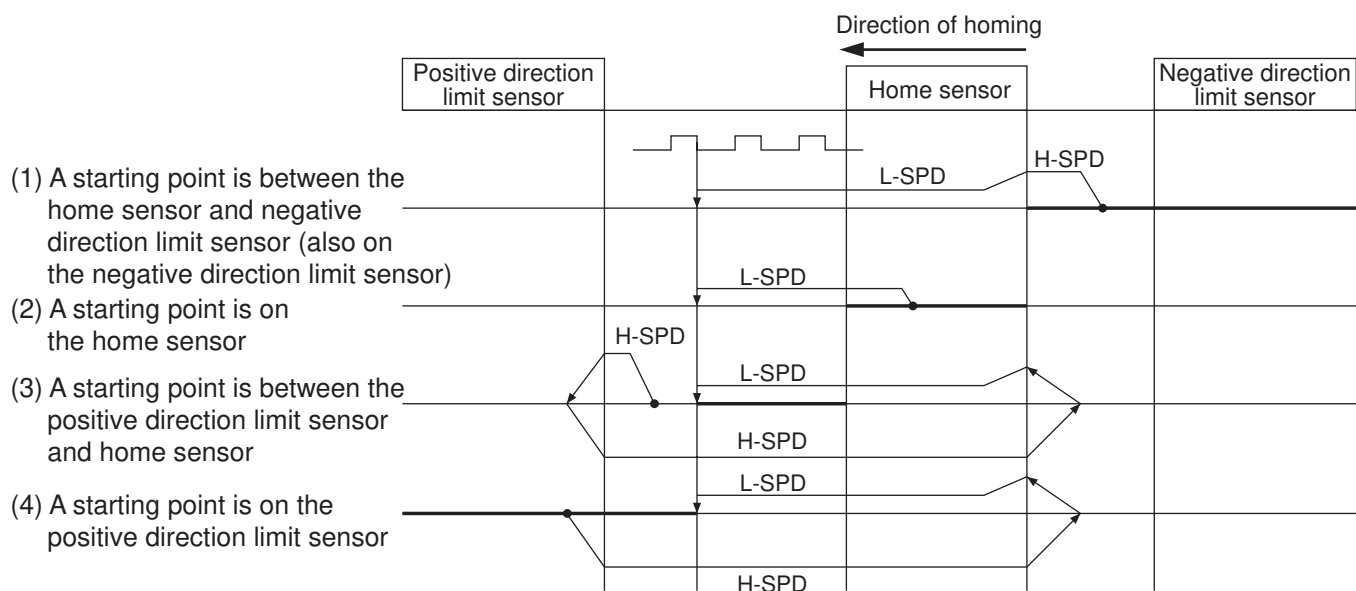 Direction of homing
Positive direction
limit sensor
Home sensor
Negative direction
limit sensor
(1) A starting point is between the
home sensor and negative
direction limit sensor (also on
the negative direction limit sensor)
L-SPD
H-SPD
(2) A starting point is on
the home sensor
L-SPD
(3) A starting point is between the
positive direction limit sensor
and home sensor
H-SPD
L-SPD
H-SPD
(4) A starting point is on the
positive direction limit sensor
L-SPD
H-SPD